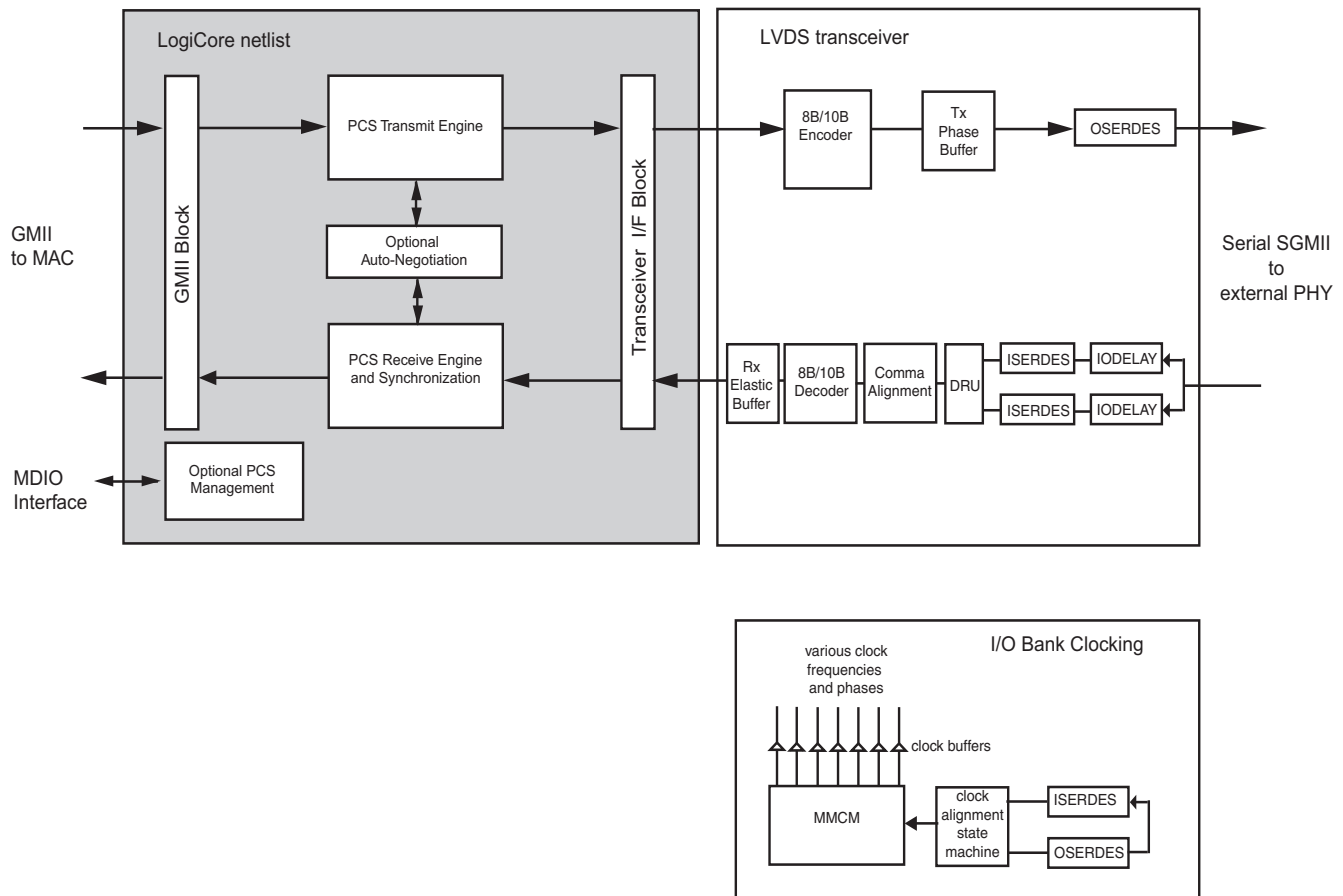 LogiCore netlist
LVDS transceiver
GMII Block
PCS Transmit Engine
Transceiver I/F Block
8B/10B
Encoder
Tx
Phase
Buffer
OSERDES
GMII
to MAC
Optional
Auto-Negotiation
Serial SGMII
to
external PHY
PCS Receive Engine
and Synchronization
Rx
Elastic
Buffer
8B/10B
Decoder
Comma
Alignment
DRU
ISERDES
IODELAY
ISERDES
IODELAY
MDIO
Interface
Optional PCS
Management
I/O Bank Clocking
various clock
frequencies
and phases
clock buffers
MMCM
clock
alignment
state
machine
ISERDES
OSERDES